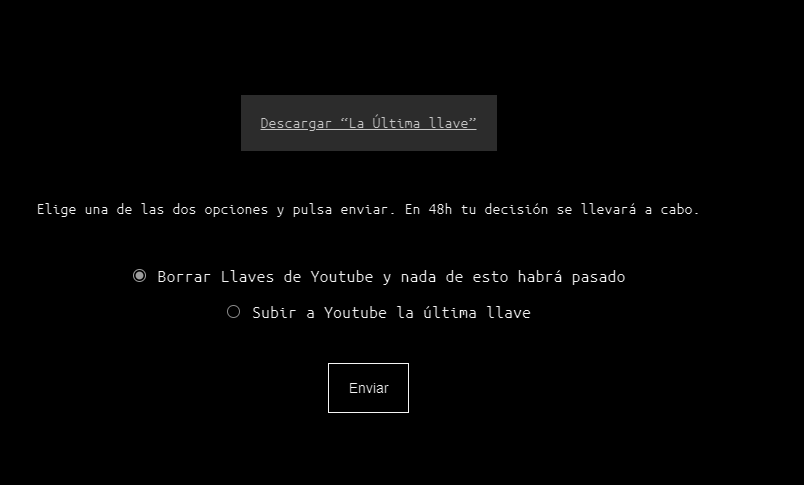 Descargar “La Última llave”
Elige una de las dos opciones y pulsa enviar. En 48h tu decisión se llevará a cabo.
Borrar Llaves de Youtube y nada de esto habrá pasado
Subir a Youtube la última llave
Enviar